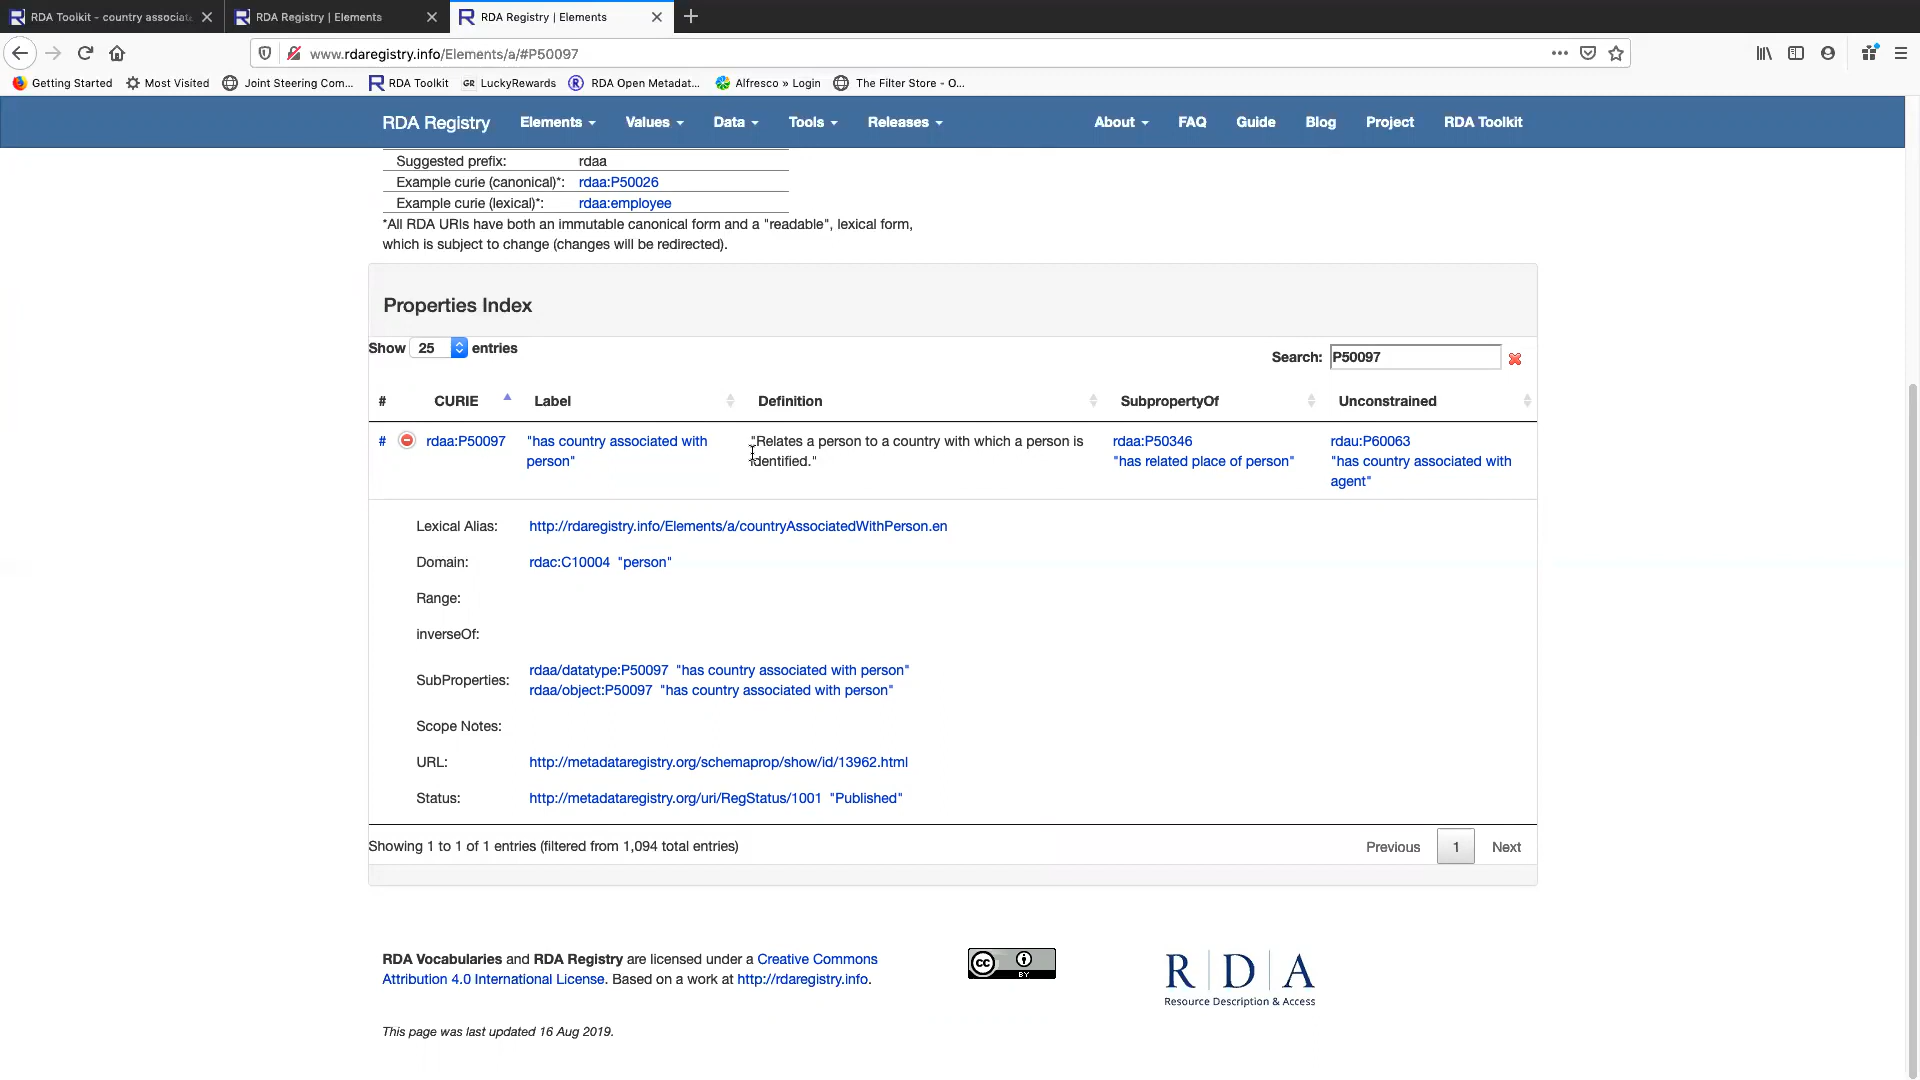 RDA Toolkit - country associat
RDA Registry | Elements
RDA Registry | Elements
www.rdaregistry.info/Elements/a/#P50097
Getting Started
Most Visited
Joint Steering Com...
RDA Toolkit
GR LuckyRewards
RDA Open Metadat...
Alfresco » Login
The Filter Store - O...
RDA Registry
Elements
Values
Data
Tools
Releases
About
FAQ
Guide
Blog
Project
RDA Toolkit
Suggested prefix: rdaa
Example curie (canonical)*: rdaa:P50026
Example curie (lexical)*: rdaa:employee
*All RDA URIs have both an immutable canonical form and a "readable", lexical form,
which is subject to change (changes will be redirected).
Properties Index
Show 25 entries
Search: P50097
# CURIE Label Definition SubpropertyOf Unconstrained
# rdaa:P50097 "has country associated with "Relates a person to a country with which a person is rdaa:P50346 rdau:P60063
person" identified." "has related place of person" "has country associated with
agent"
Lexical Alias: http://rdaregistry.info/Elements/a/countryAssociatedWithPerson.en
Domain: rdac:C10004 "person"
Range:
inverseOf:
SubProperties: rdaa/datatype:P50097 "has country associated with person"
rdaa/object:P50097 "has country associated with person"
Scope Notes:
URL: http://metadataregistry.org/schemaprop/show/id/13962.html
Status: http://metadataregistry.org/uri/RegStatus/1001 "Published"
Showing 1 to 1 of 1 entries (filtered from 1,094 total entries)
Previous 1 Next
RDA Vocabularies and RDA Registry are licensed under a Creative Commons
Attribution 4.0 International License. Based on a work at http://rdaregistry.info.
cc BY
R D A
Resource Description & Access
This page was last updated 16 Aug 2019.